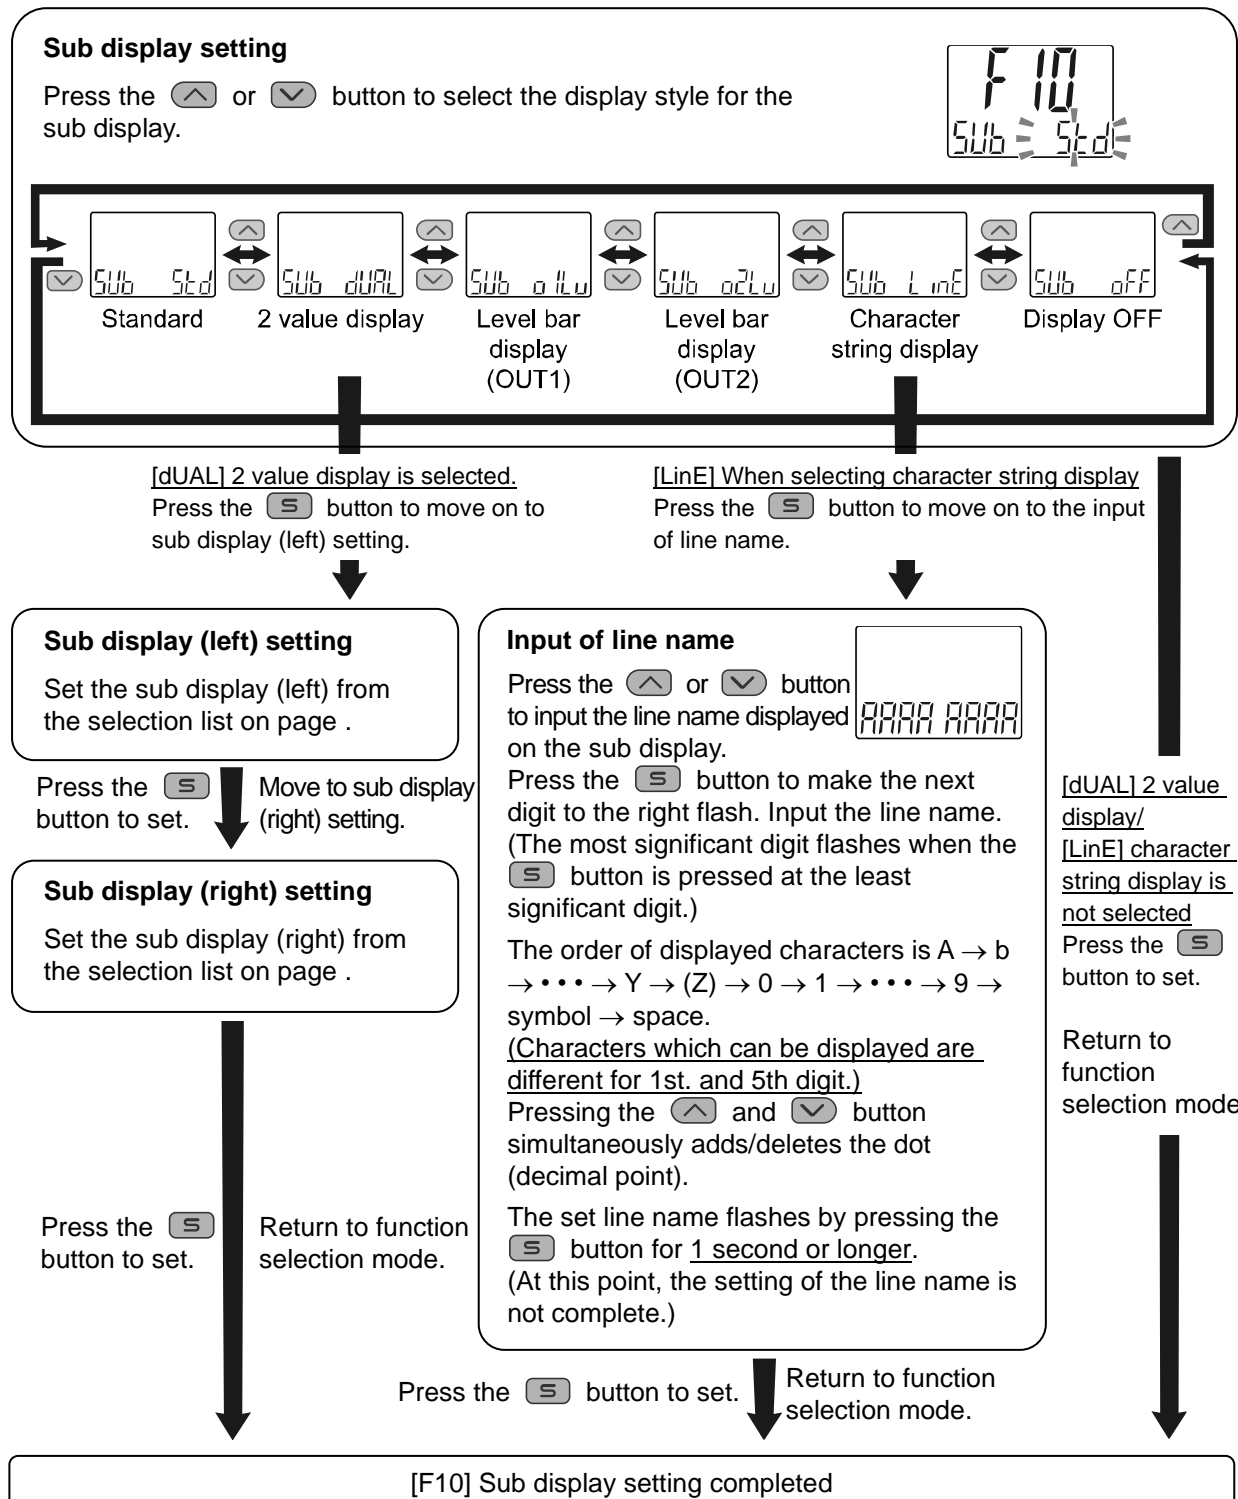 Sub display setting
Press the or button to select the display style for the
sub display.
F10
SUb Std
SUb Std
SUb dUAL
SUb o1Lu
SUb o2Lu
SUb LinE
SUb oFF
Standard
2 value display
Level bar
display
(OUT1)
Level bar
display
(OUT2)
Character
string display
Display OFF
[dUAL] 2 value display is selected.
Press the S button to move on to
sub display (left) setting.
[LinE] When selecting character string display
Press the S button to move on to the input
of line name.
Sub display (left) setting
Set the sub display (left) from
the selection list on page .
Press the S
button to set.
Move to sub display
(right) setting.
Sub display (right) setting
Set the sub display (right) from
the selection list on page .
Press the S
button to set.
Return to function
selection mode.
Input of line name
Press the or button
to input the line name displayed
on the sub display.
AAAA AAAA
Press the S button to make the next
digit to the right flash. Input the line name.
(The most significant digit flashes when the
S button is pressed at the least
significant digit.)
The order of displayed characters is A → b
→ • • • → Y → (Z) → 0 → 1 → • • • → 9 →
symbol → space.
(Characters which can be displayed are
different for 1st. and 5th digit.)
Pressing the and button
simultaneously adds/deletes the dot
(decimal point).
The set line name flashes by pressing the
S button for 1 second or longer.
(At this point, the setting of the line name is
not complete.)
Press the S button to set.
Return to function
selection mode.
[dUAL] 2 value
display/
[LinE] character
string display is
not selected
Press the S
button to set.
Return to
function
selection mode
[F10] Sub display setting completed